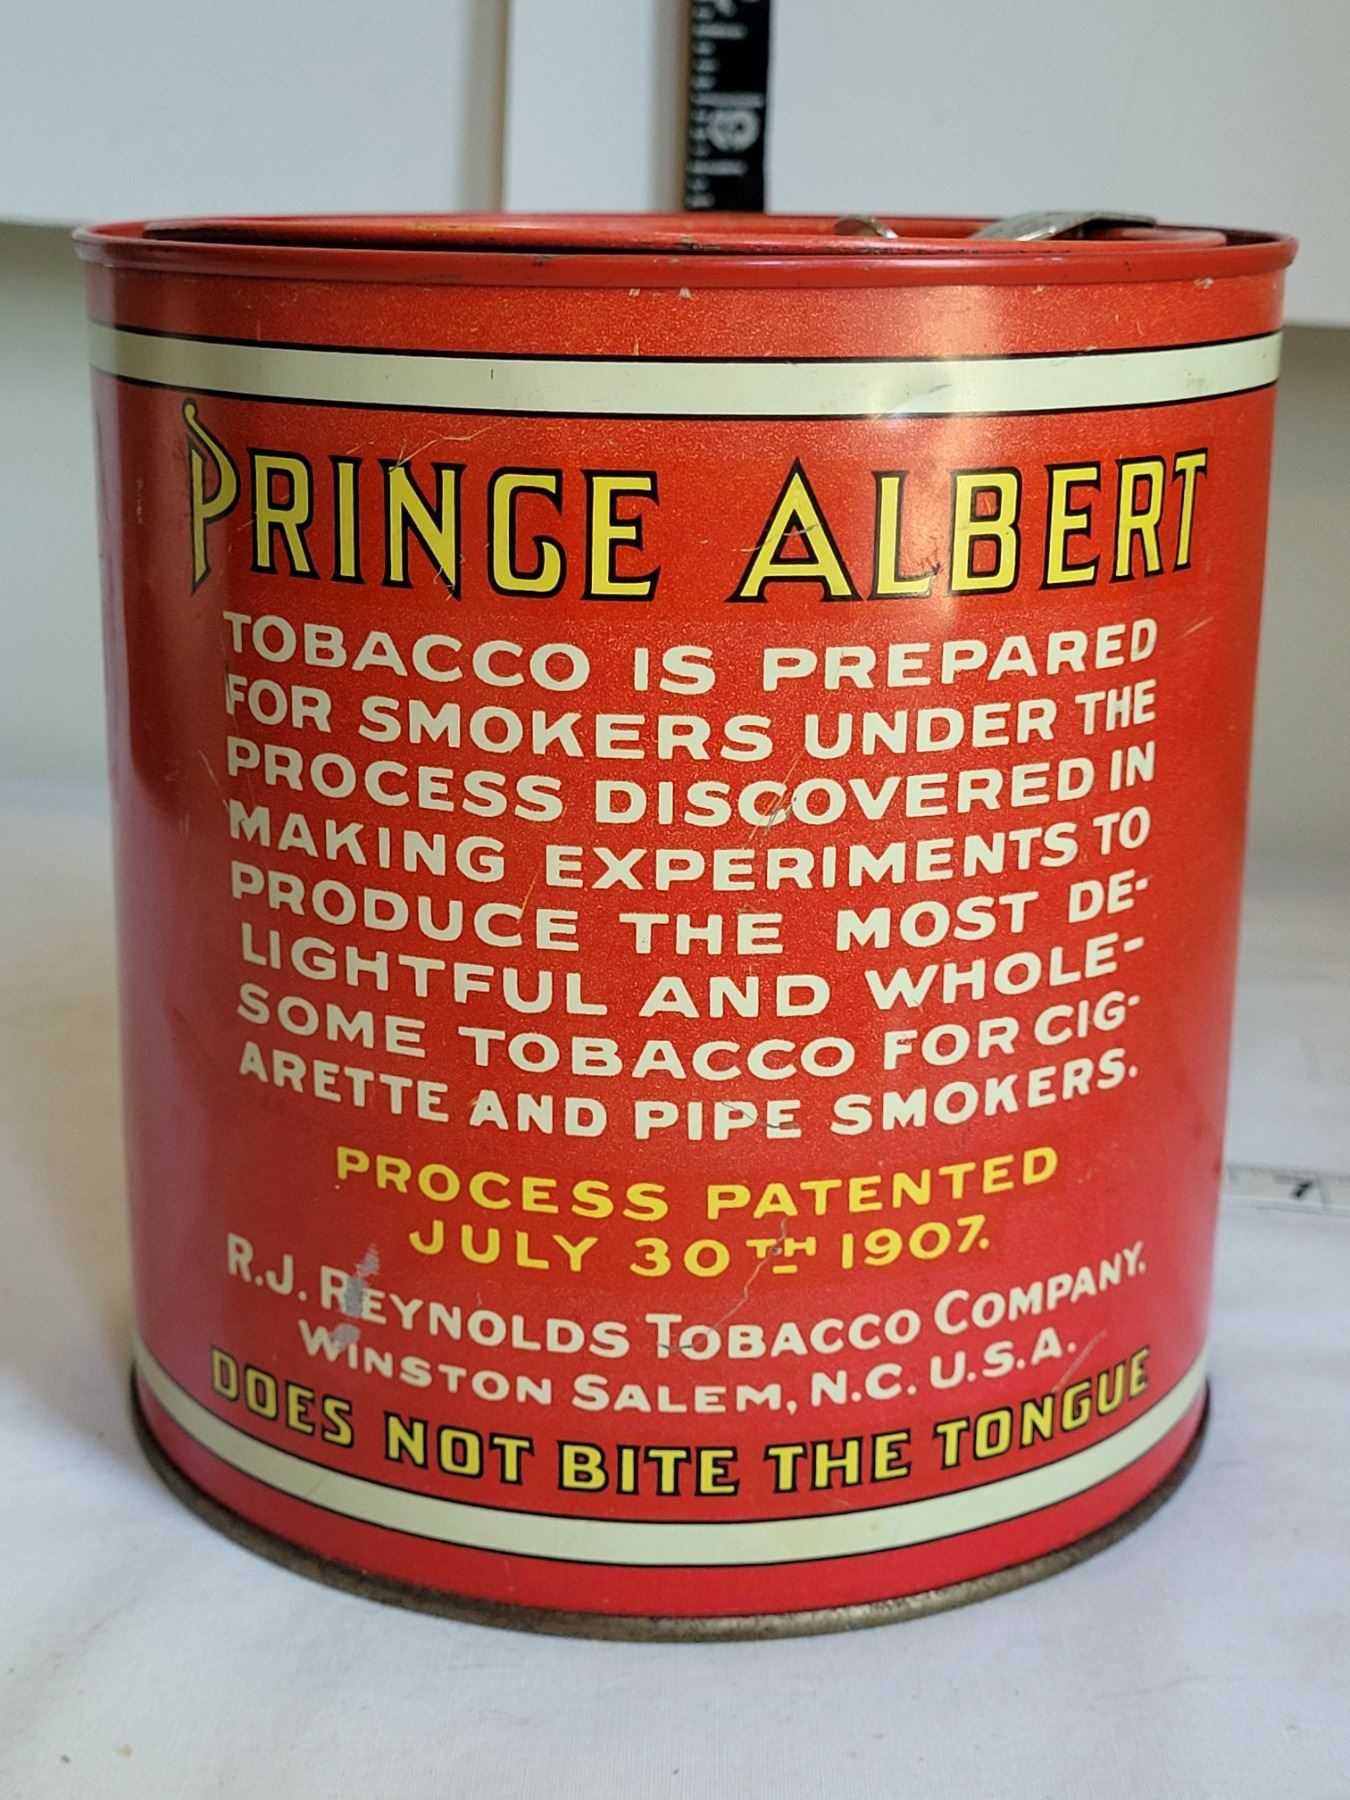 PRINCE ALBERT
TOBACCO IS PREPARED
FOR SMOKERS UNDER THE
PROCESS DISCOVERED IN
MAKING EXPERIMENTS TO
PRODUCE THE MOST DE-
LIGHTFUL AND WHOLE-
SOME TOBACCO FOR CIG-
ARETTE AND PIPE SMOKERS.
PROCESS PATENTED
JULY 30TH 1907.
R.J. REYNOLDS TOBACCO COMPANY,
WINSTON SALEM, N.C. U.S.A.
DOES NOT BITE THE TONGUE
7